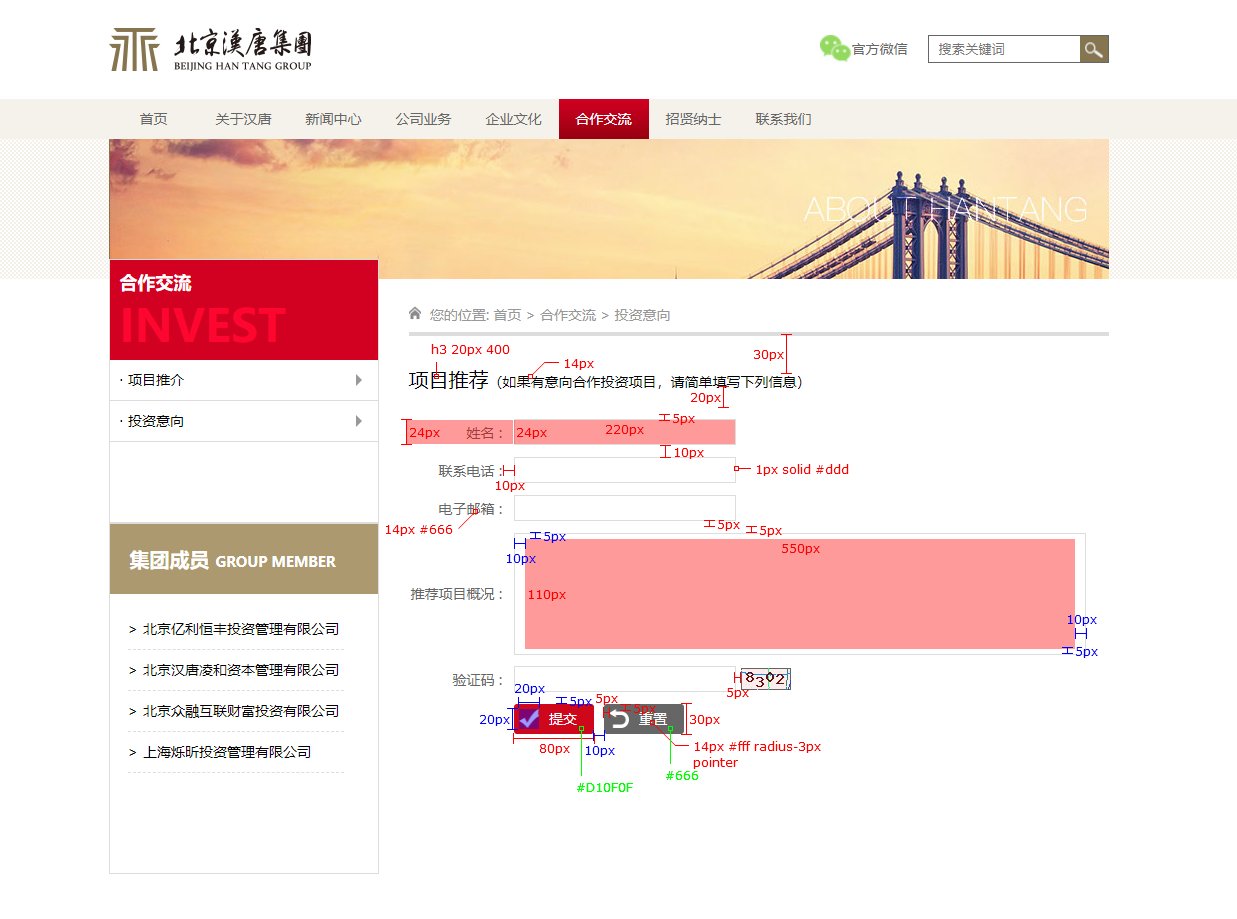 北京漢唐集團
BEIJING HAN TANG GROUP
官方微信
搜索关键词
首页 关于汉唐 新闻中心 公司业务 企业文化 合作交流 招贤纳士 联系我们
ABOUT HANTANG
合作交流
INVEST
· 项目推介
· 投资意向
集团成员 GROUP MEMBER
> 北京亿利恒丰投资管理有限公司
> 北京汉唐凌和资本管理有限公司
> 北京众融互联财富投资有限公司
> 上海烁昕投资管理有限公司
您的位置: 首页 > 合作交流 > 投资意向
h3 20px 400
14px
30px
项目推荐（如果有意向合作投资项目，请简单填写下列信息）
20px
5px
24px 姓名： 24px 220px
10px
联系电话：
1px solid #ddd
10px
电子邮箱：
14px #666
5px
5px
5px
10px
550px
推荐项目概况：
110px
10px
5px
验证码：
8302
5px
20px
5px
5px
5px
20px
提交
重置
30px
80px
10px
14px #fff radius-3px
pointer
#666
#D10F0F